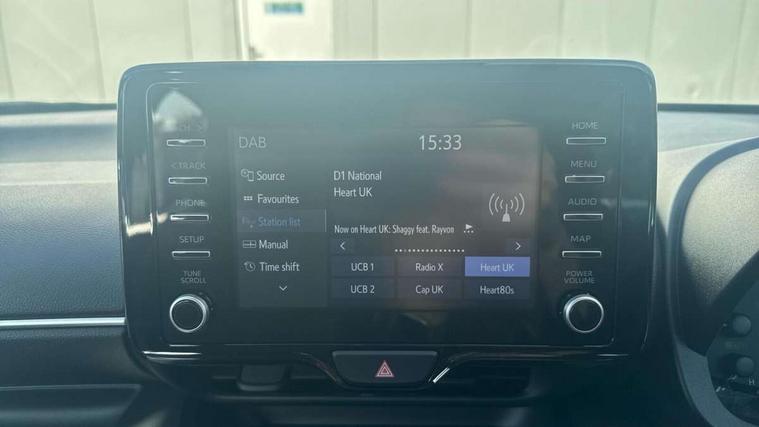 DAB
15:33
CH >
< TRACK
PHONE
SETUP
TUNE
SCROLL
Source
Favourites
Station list
Manual
Time shift
D1 National
Heart UK
Now on Heart UK: Shaggy feat. Rayvon
UCB 1
Radio X
Heart UK
UCB 2
Cap UK
Heart80s
HOME
MENU
AUDIO
MAP
POWER
VOLUME
H